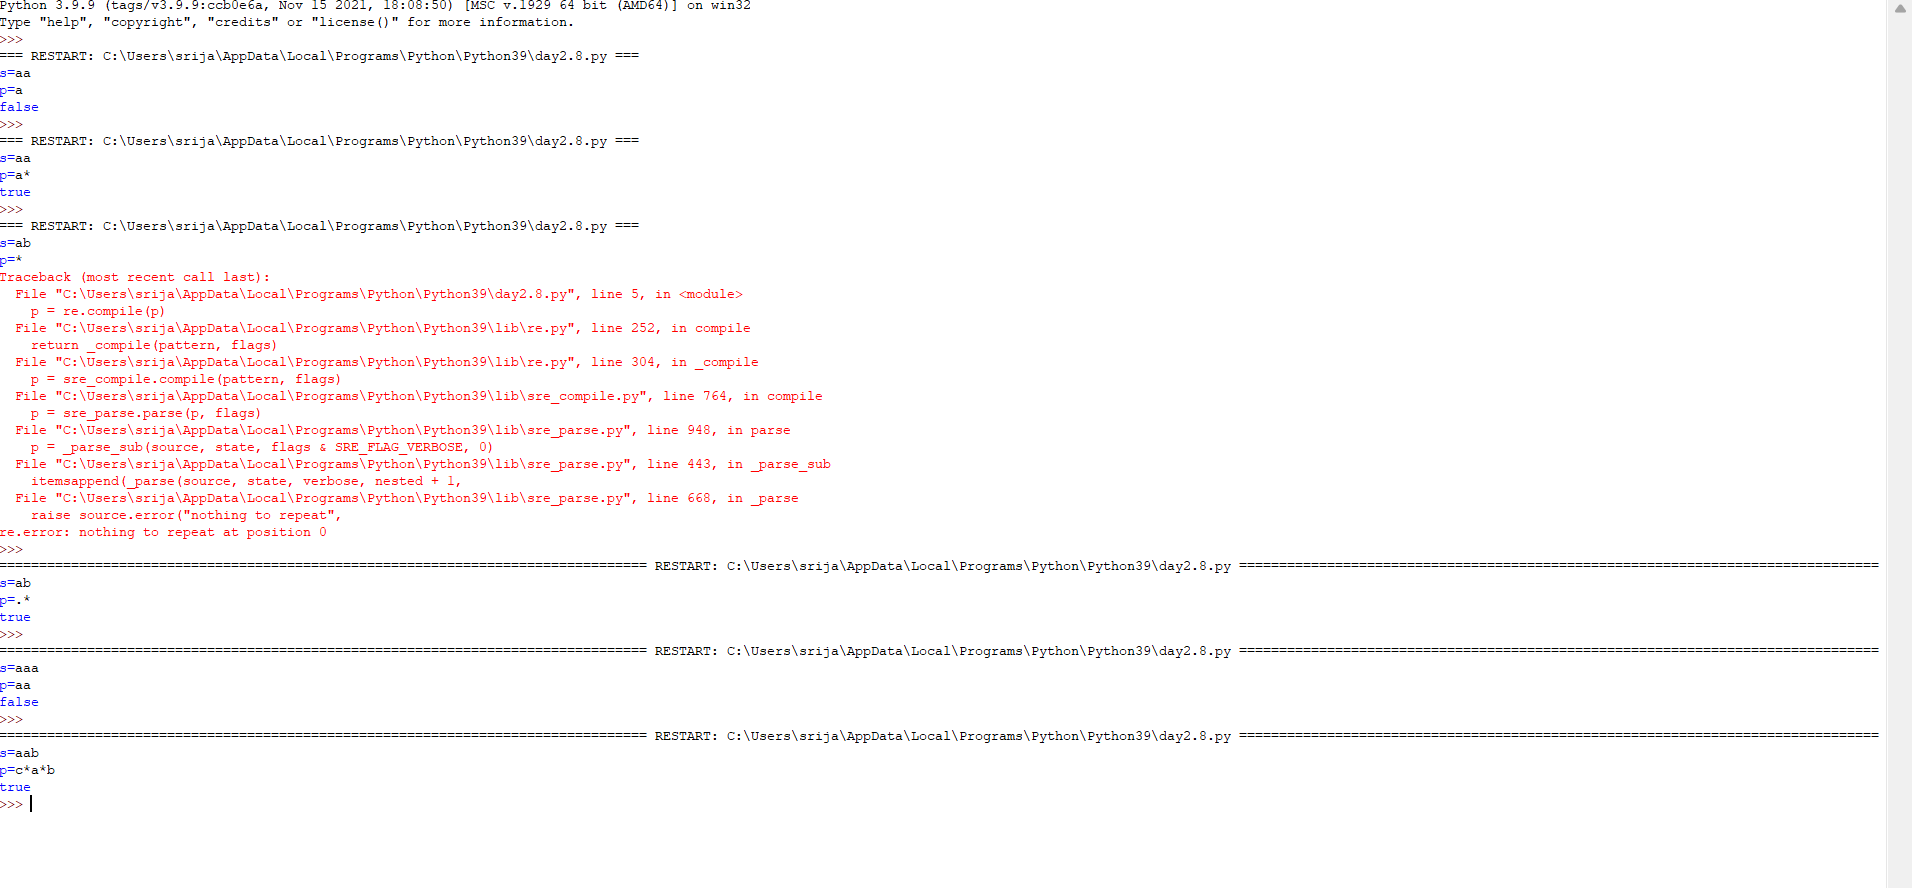 Python 3.9.9 (tags/v3.9.9:ccb0e6a, Nov 15 2021, 18:08:50) [MSC v.1929 64 bit (AMD64)] on win32
Type "help", "copyright", "credits" or "license()" for more information.
>>>
=== RESTART: C:\Users\srija\AppData\Local\Programs\Python\Python39\day2.8.py ===
s=aa
p=a
false
>>>
=== RESTART: C:\Users\srija\AppData\Local\Programs\Python\Python39\day2.8.py ===
s=aa
p=a*
true
>>>
=== RESTART: C:\Users\srija\AppData\Local\Programs\Python\Python39\day2.8.py ===
s=ab
p=*
Traceback (most recent call last):
  File "C:\Users\srija\AppData\Local\Programs\Python\Python39\day2.8.py", line 5, in <module>
    p = re.compile(p)
  File "C:\Users\srija\AppData\Local\Programs\Python\Python39\lib\re.py", line 252, in compile
    return _compile(pattern, flags)
  File "C:\Users\srija\AppData\Local\Programs\Python\Python39\lib\re.py", line 304, in _compile
    p = sre_compile.compile(pattern, flags)
  File "C:\Users\srija\AppData\Local\Programs\Python\Python39\lib\sre_compile.py", line 764, in compile
    p = sre_parse.parse(p, flags)
  File "C:\Users\srija\AppData\Local\Programs\Python\Python39\lib\sre_parse.py", line 948, in parse
    p = _parse_sub(source, state, flags & SRE_FLAG_VERBOSE, 0)
  File "C:\Users\srija\AppData\Local\Programs\Python\Python39\lib\sre_parse.py", line 443, in _parse_sub
    itemsappend(_parse(source, state, verbose, nested + 1,
  File "C:\Users\srija\AppData\Local\Programs\Python\Python39\lib\sre_parse.py", line 668, in _parse
    raise source.error("nothing to repeat",
re.error: nothing to repeat at position 0
>>>
================================================================================= RESTART: C:\Users\srija\AppData\Local\Programs\Python\Python39\day2.8.py ================================================================================
s=ab
p=.*
true
>>>
================================================================================= RESTART: C:\Users\srija\AppData\Local\Programs\Python\Python39\day2.8.py ================================================================================
s=aaa
p=aa
false
>>>
================================================================================= RESTART: C:\Users\srija\AppData\Local\Programs\Python\Python39\day2.8.py ================================================================================
s=aab
p=c*a*b
true
>>>